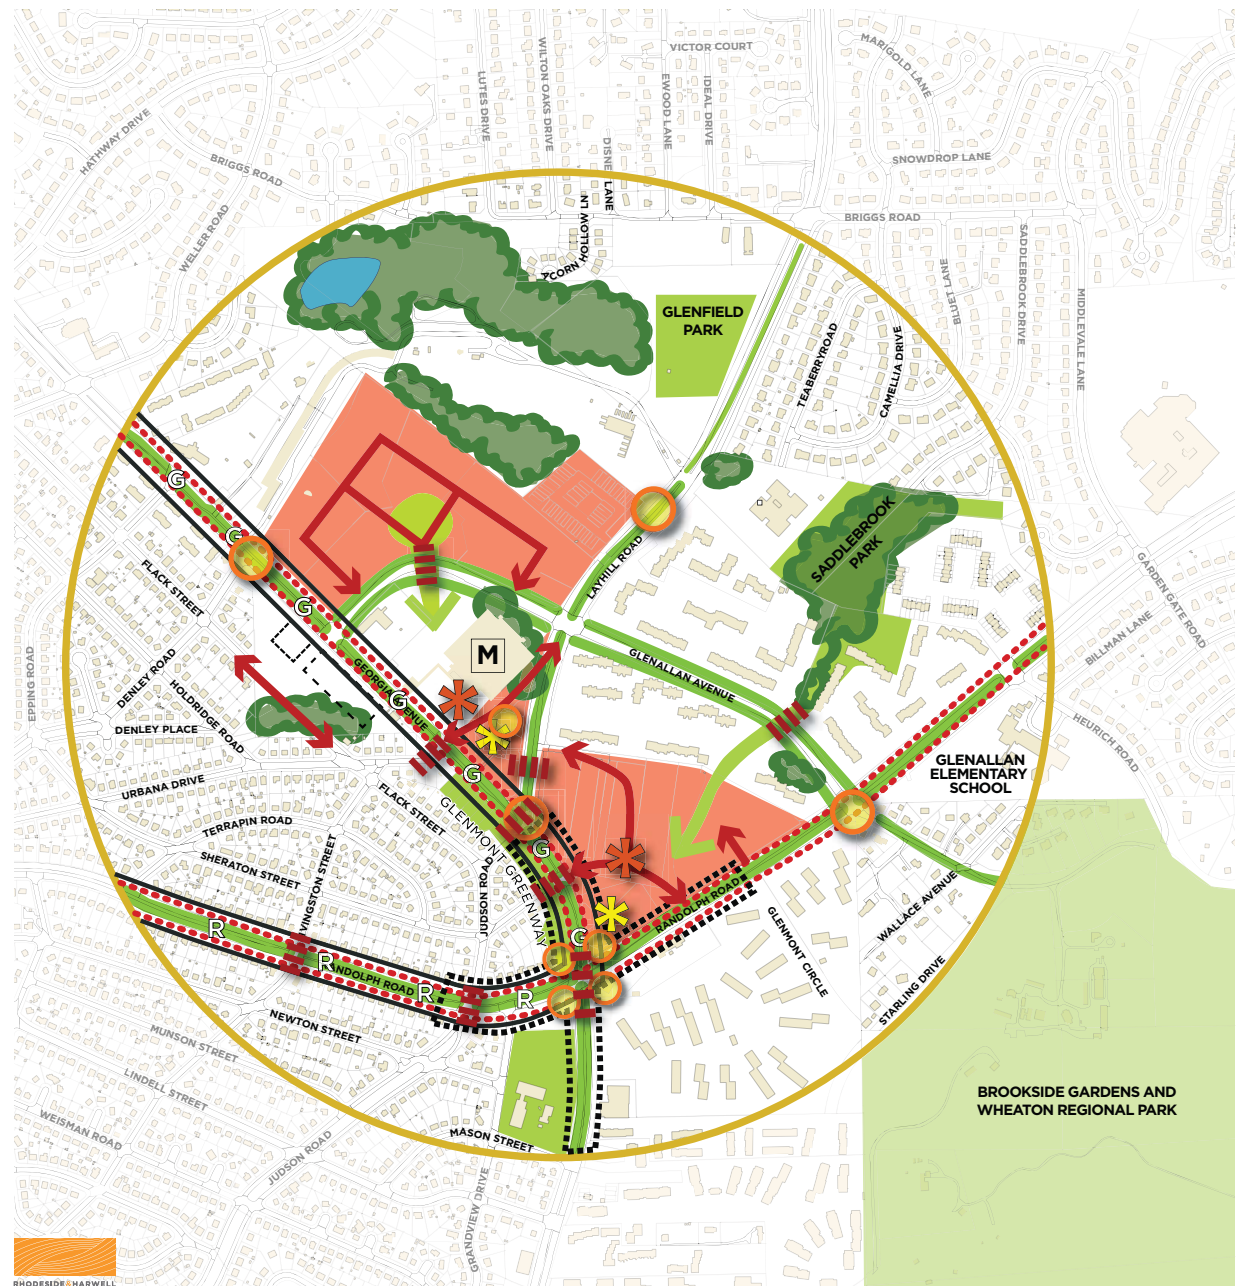 VICTOR COURT
MARIGOLD LANE
WILTON OAKS DRIVE
LUTES DRIVE
EWOOD LANE
IDEAL DRIVE
HATHWAY DRIVE
BRIGGS ROAD
DISNE LANE
SNOWDROP LANE
WELLER ROAD
ACORN HOLLOW LN
BRIGGS ROAD
SADDLEBROOK DRIVE
BLUET LANE
MIDDLEVALE LANE
GLENFIELD
PARK
TEABERRYROAD
CAMELLIA DRIVE
G
G
SADDLEBROOK
PARK
LAYHILL ROAD
FLACK STREET
G
GARDEN GATE ROAD
BILLMAN LANE
EPPING ROAD
DENLEY ROAD
M
GLENALLAN AVENUE
HOLDRIDGE ROAD
GEORGIA AVENUE
G
DENLEY PLACE
HEURICH ROAD
GLENALLAN
ELEMENTARY
SCHOOL
URBANA DRIVE
G
FLACK STREET
GLENMONT GREENWAY
TERRAPIN ROAD
G
SHERATON STREET
LIVINGSTON STREET
JUDSON ROAD
RANDOLPH ROAD
WALLACE AVENUE
GLENMONT CIRCLE
R
G
R
RANDOLPH ROAD
R
R
STARLING DRIVE
NEWTON STREET
MUNSON STREET
LINDELL STREET
WEISMAN ROAD
JUDSON ROAD
MASON STREET
GRANDVIEW DRIVE
BROOKSIDE GARDENS AND
WHEATON REGIONAL PARK
RHODESIDE&HARWELL